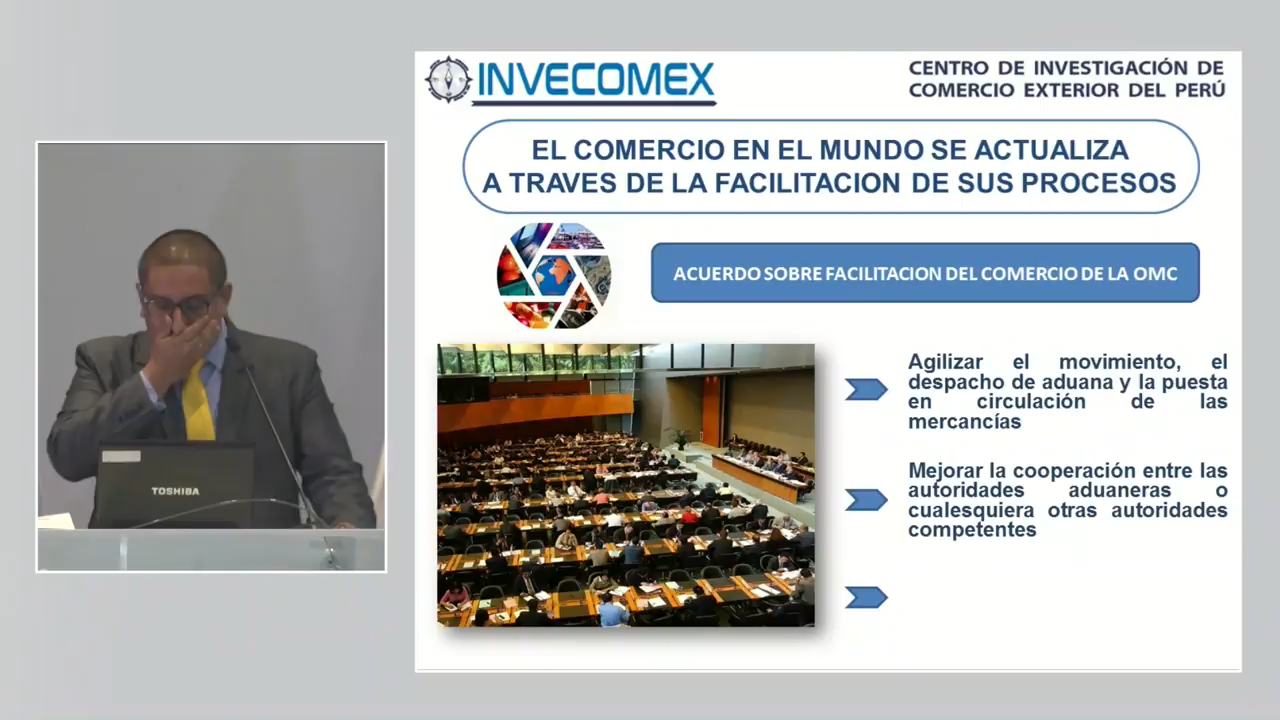 INVECOMEX
CENTRO DE INVESTIGACIÓN DE
COMERCIO EXTERIOR DEL PERÚ
EL COMERCIO EN EL MUNDO SE ACTUALIZA
A TRAVES DE LA FACILITACION DE SUS PROCESOS
ACUERDO SOBRE FACILITACION DEL COMERCIO DE LA OMC
Agilizar el movimiento, el
despacho de aduana y la puesta
en circulación de las
mercancías
Mejorar la cooperación entre las
autoridades aduaneras o
cualesquiera otras autoridades
competentes
TOSHIBA